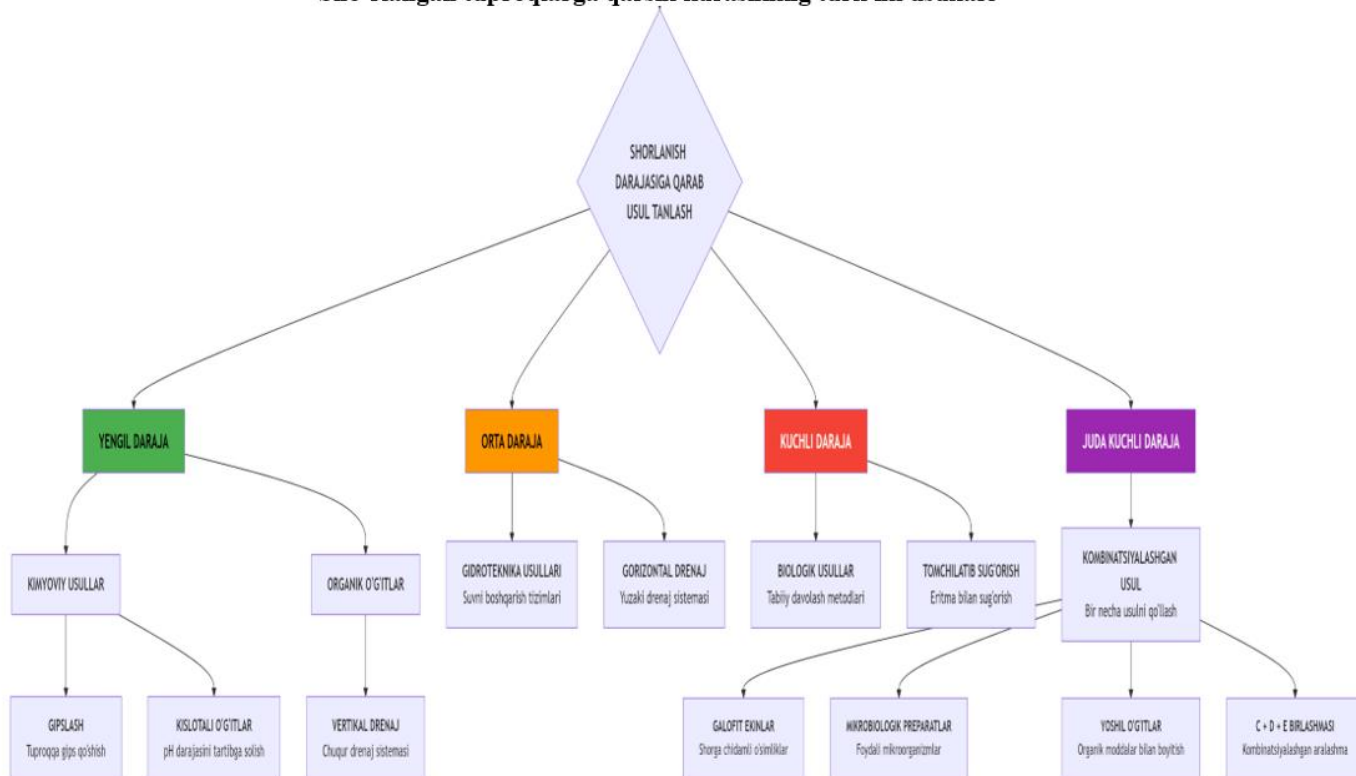 SHORLANISH
DARAJASIGA QARAB
USUL TANLASH
YENGIL DARAJA
ORTA DARAJA
KUCHLI DARAJA
JUDA KUCHLI DARAJA
KIMYOVIY USULLAR
ORGANIK O'G'ITLAR
GIDROTEKNIKA USULLARI
Suvni boshqarish tizimlari
GORIZONTAL DRENAJ
Yuzaki drenaj sistemasi
BIOLOGIK USULLAR
Tabiiy davolash metodlari
TOMCHILATIB SUG'ORISH
Eritma bilan sug'orish
KOMBINATSIYALASHGAN
USUL
Bir necha usulni qo'llash
GIPSLASH
Tuproqqa gips qo'shish
KISLOTALI O'G'ITLAR
pH darajasini tartibga solish
VERTIKAL DRENAJ
Chuqur drenaj sistemasi
GALOFIT EKINLAR
Shorga chidamli o'simliklar
MIKROBIOLOGIK PREPARATLAR
Foydali mikroorganizmlar
YOSHIL O'G'ITLAR
Organik moddalar bilan boyitish
C + D + E BIRLASHMASI
Kombinatsiyalashgan aralashma